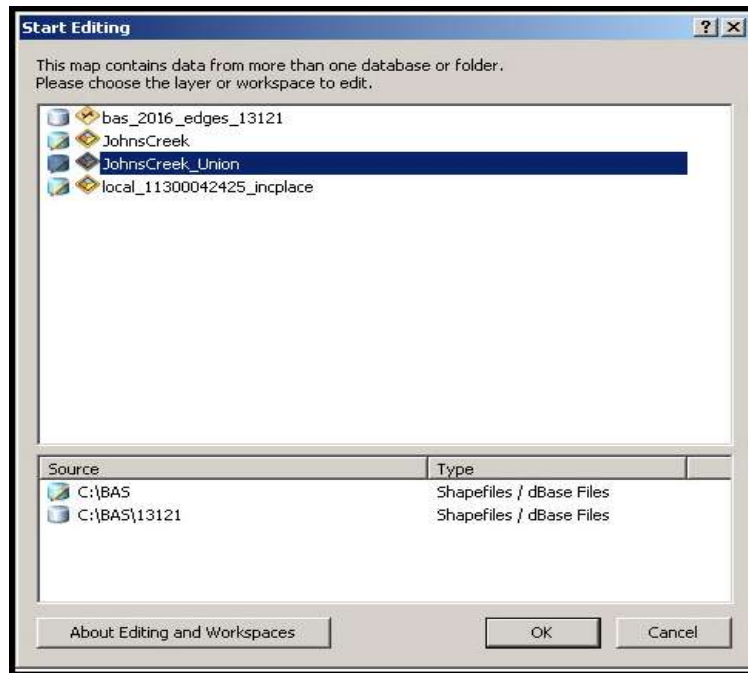 Start Editing
This map contains data from more than one database or folder.
Please choose the layer or workspace to edit.
bas_2016_edges_13121
JohnsCreek
JohnsCreek_Union
local_11300042425_incplace
Source Type
C:\BAS Shapefiles / dBase Files
C:\BAS\13121 Shapefiles / dBase Files
About Editing and Workspaces OK Cancel